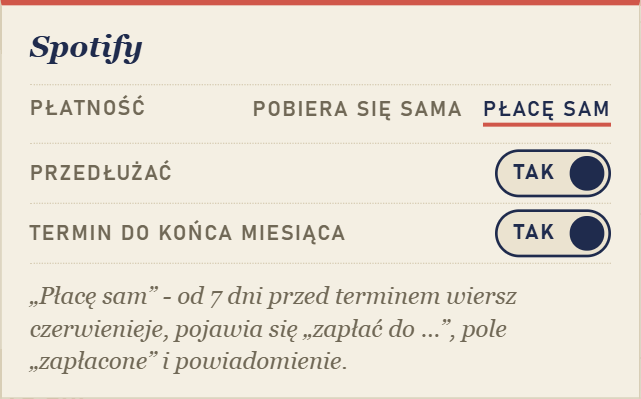 Spotify
PŁATNOŚĆ POBIERA SIĘ SAMA PŁACĘ SAM
PRZEDŁUŻAĆ TAK
TERMIN DO KOŃCA MIESIĄCA TAK
„Płacę sam” - od 7 dni przed terminem wiersz
czerwienieje, pojawia się „zapłać do ...”, pole
„zapłacone” i powiadomienie.